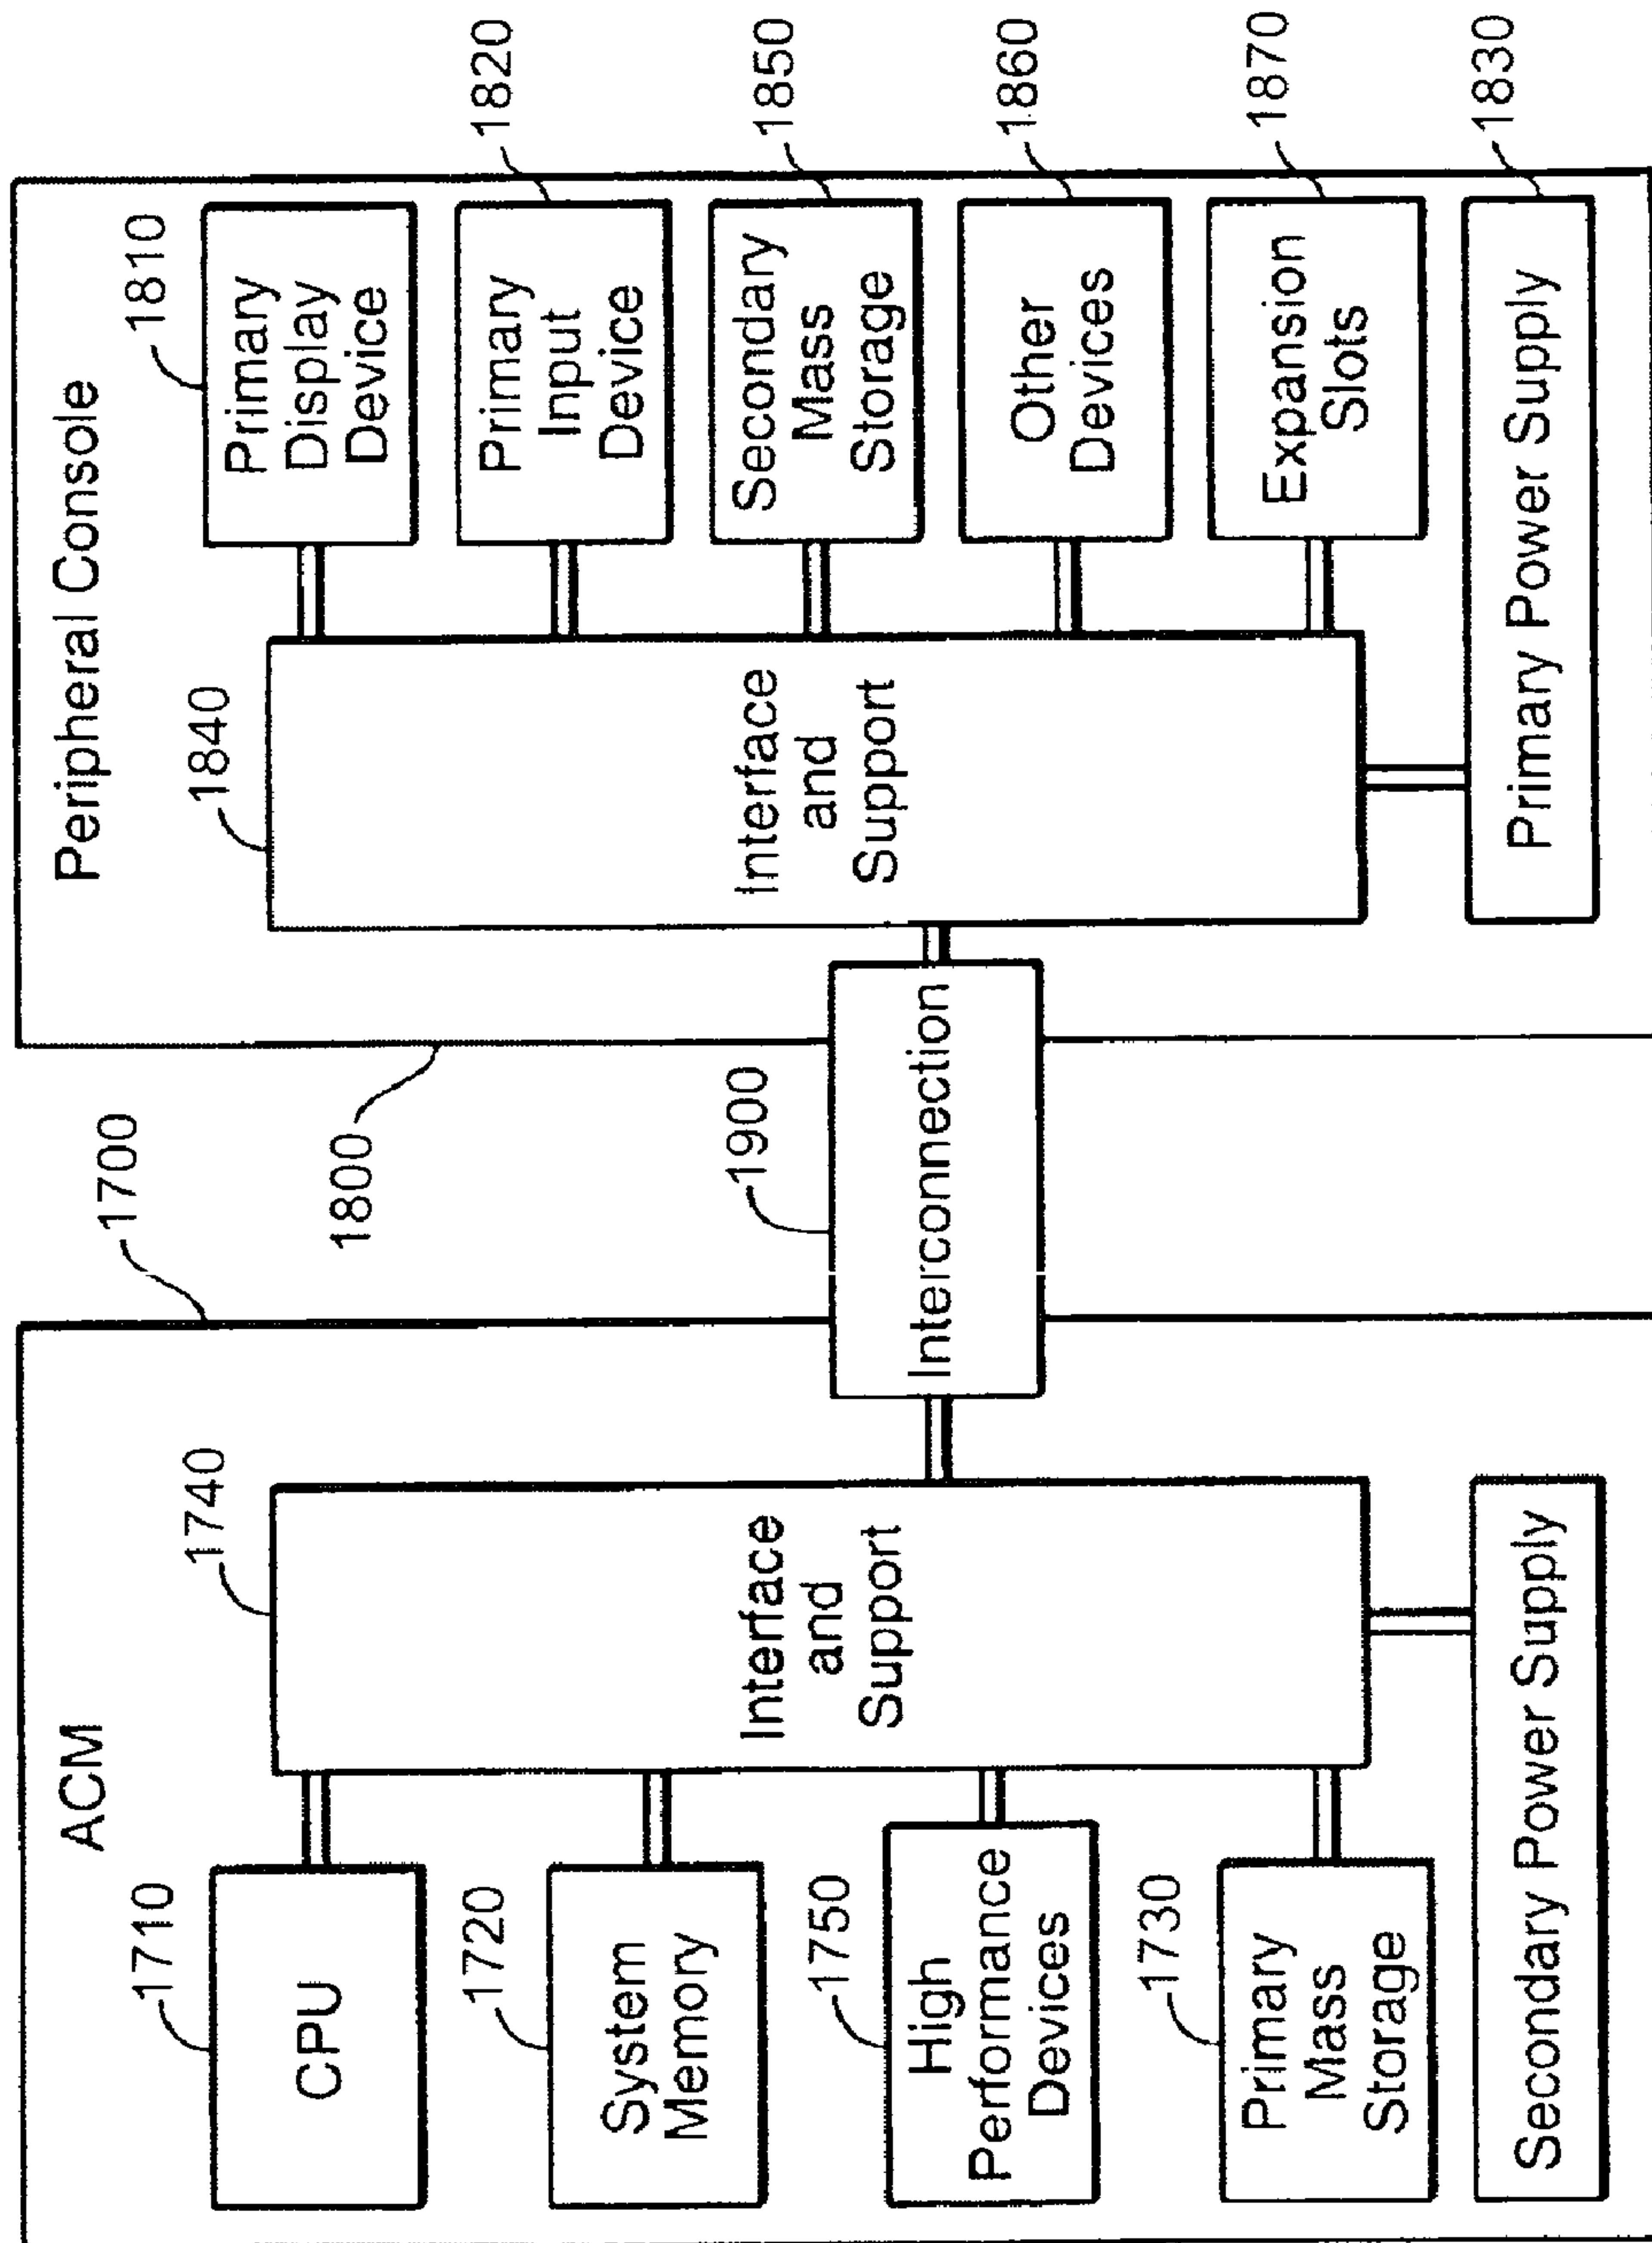 ACM
1700
1710
CPU
1720
System
Memory
1750
High
Performance
Devices
1730
Primary
Mass
Storage
1740
Interface
and
Support
Secondary Power Supply
1900
Interconnection
Peripheral Console
1800
1840
Interface
and
Support
1810
Primary
Display
Device
1820
Primary
Input
Device
1850
Secondary
Mass
Storage
1860
Other
Devices
1870
Expansion
Slots
1830
Primary Power Supply